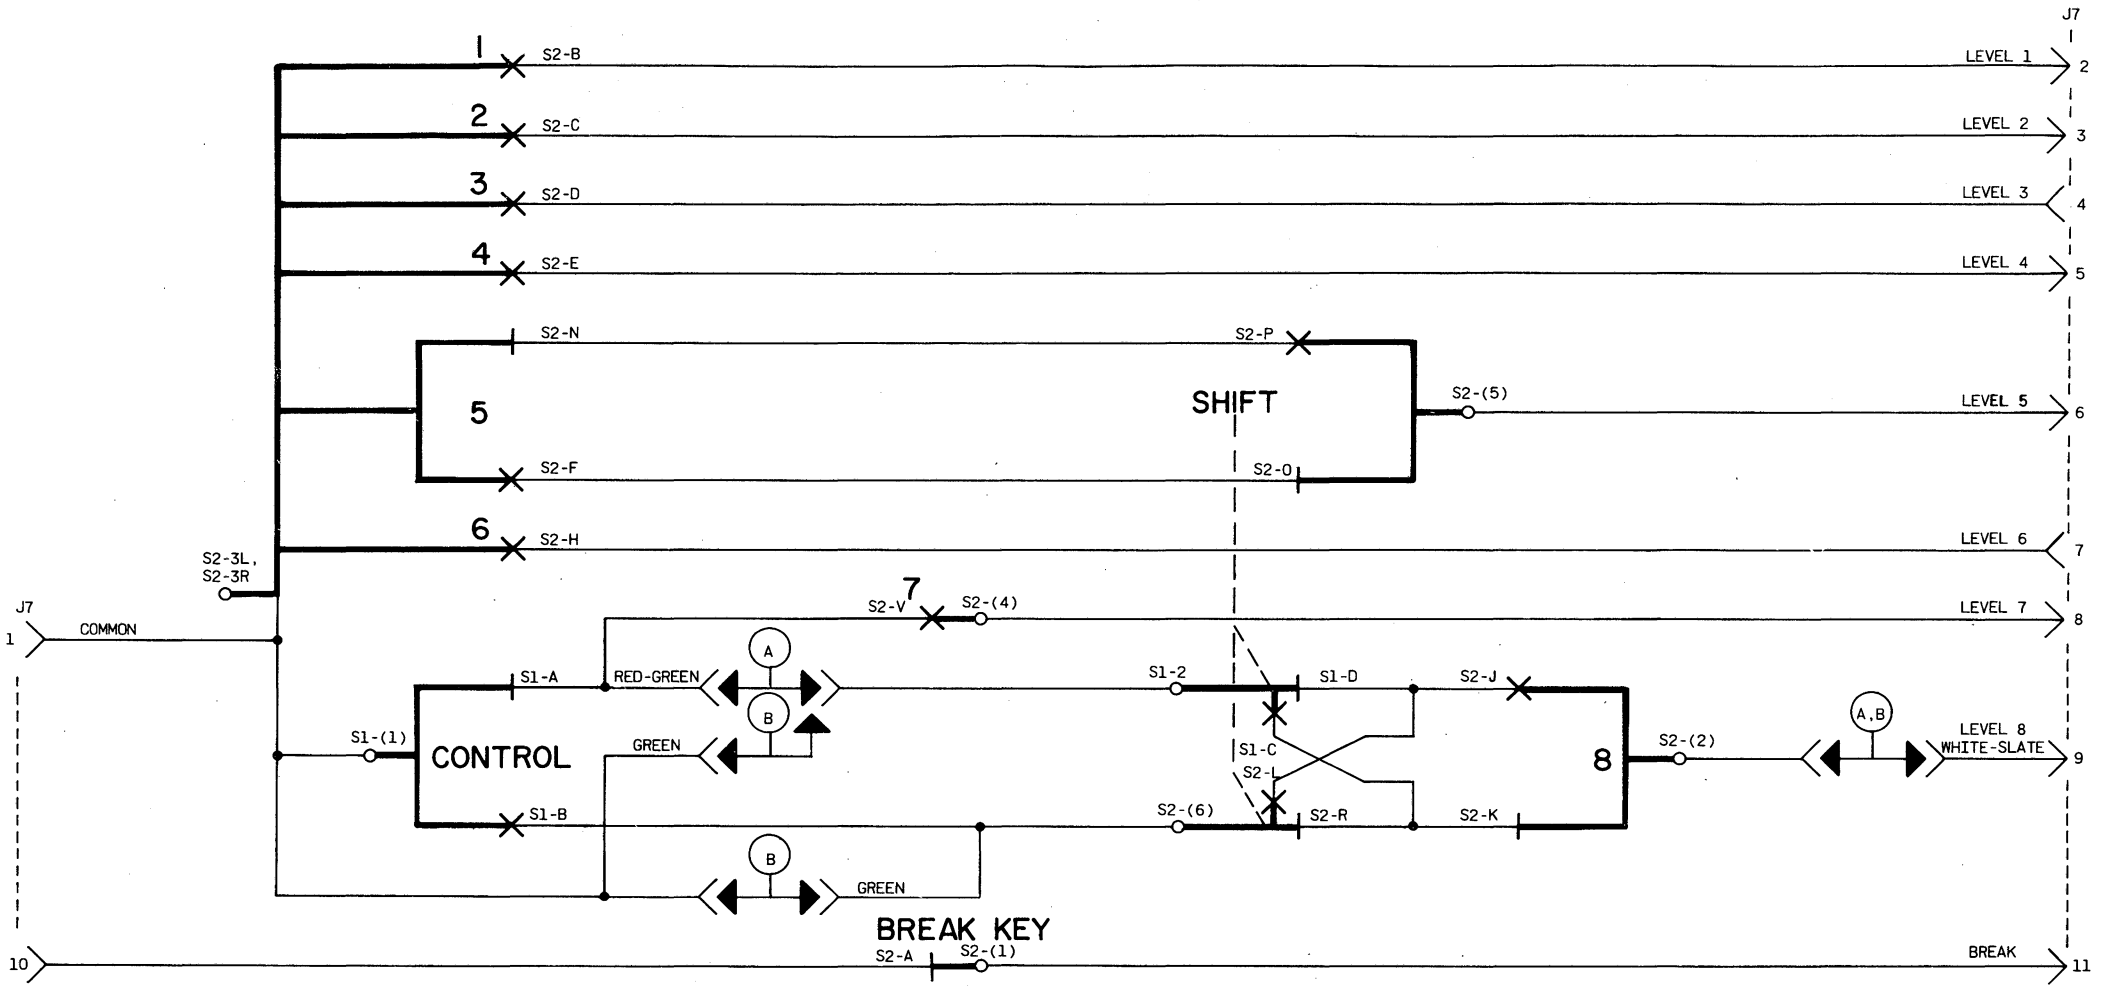 J7
1 S2-B LEVEL 1 2
2 S2-C LEVEL 2 3
3 S2-D LEVEL 3 4
4 S2-E LEVEL 4 5
S2-N S2-P
5 SHIFT S2-(5) LEVEL 5 6
S2-F S2-O
6 S2-H LEVEL 6 7
S2-3L,
S2-3R
J7
1 COMMON
7
S2-V S2-(4) LEVEL 7 8
A
S1-A RED-GREEN S1-2 S1-D S2-J
B
A,B
S1-(1) CONTROL GREEN S1-C 8 S2-(2) LEVEL 8
WHITE-SLATE 9
S2-L
S1-B S2-(6) S2-R S2-K
B
GREEN
BREAK KEY
10 S2-A S2-(1) BREAK 11